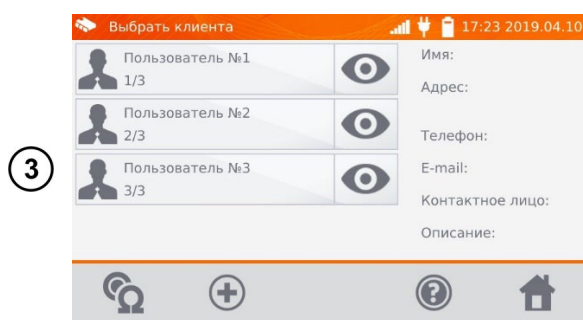 Выбрать клиента 17:23 2019.04.10
Пользователь №1
1/3
Пользователь №2
2/3
Пользователь №3
3/3
Имя:
Адрес:
Телефон:
E-mail:
Контактное лицо:
Описание:
3